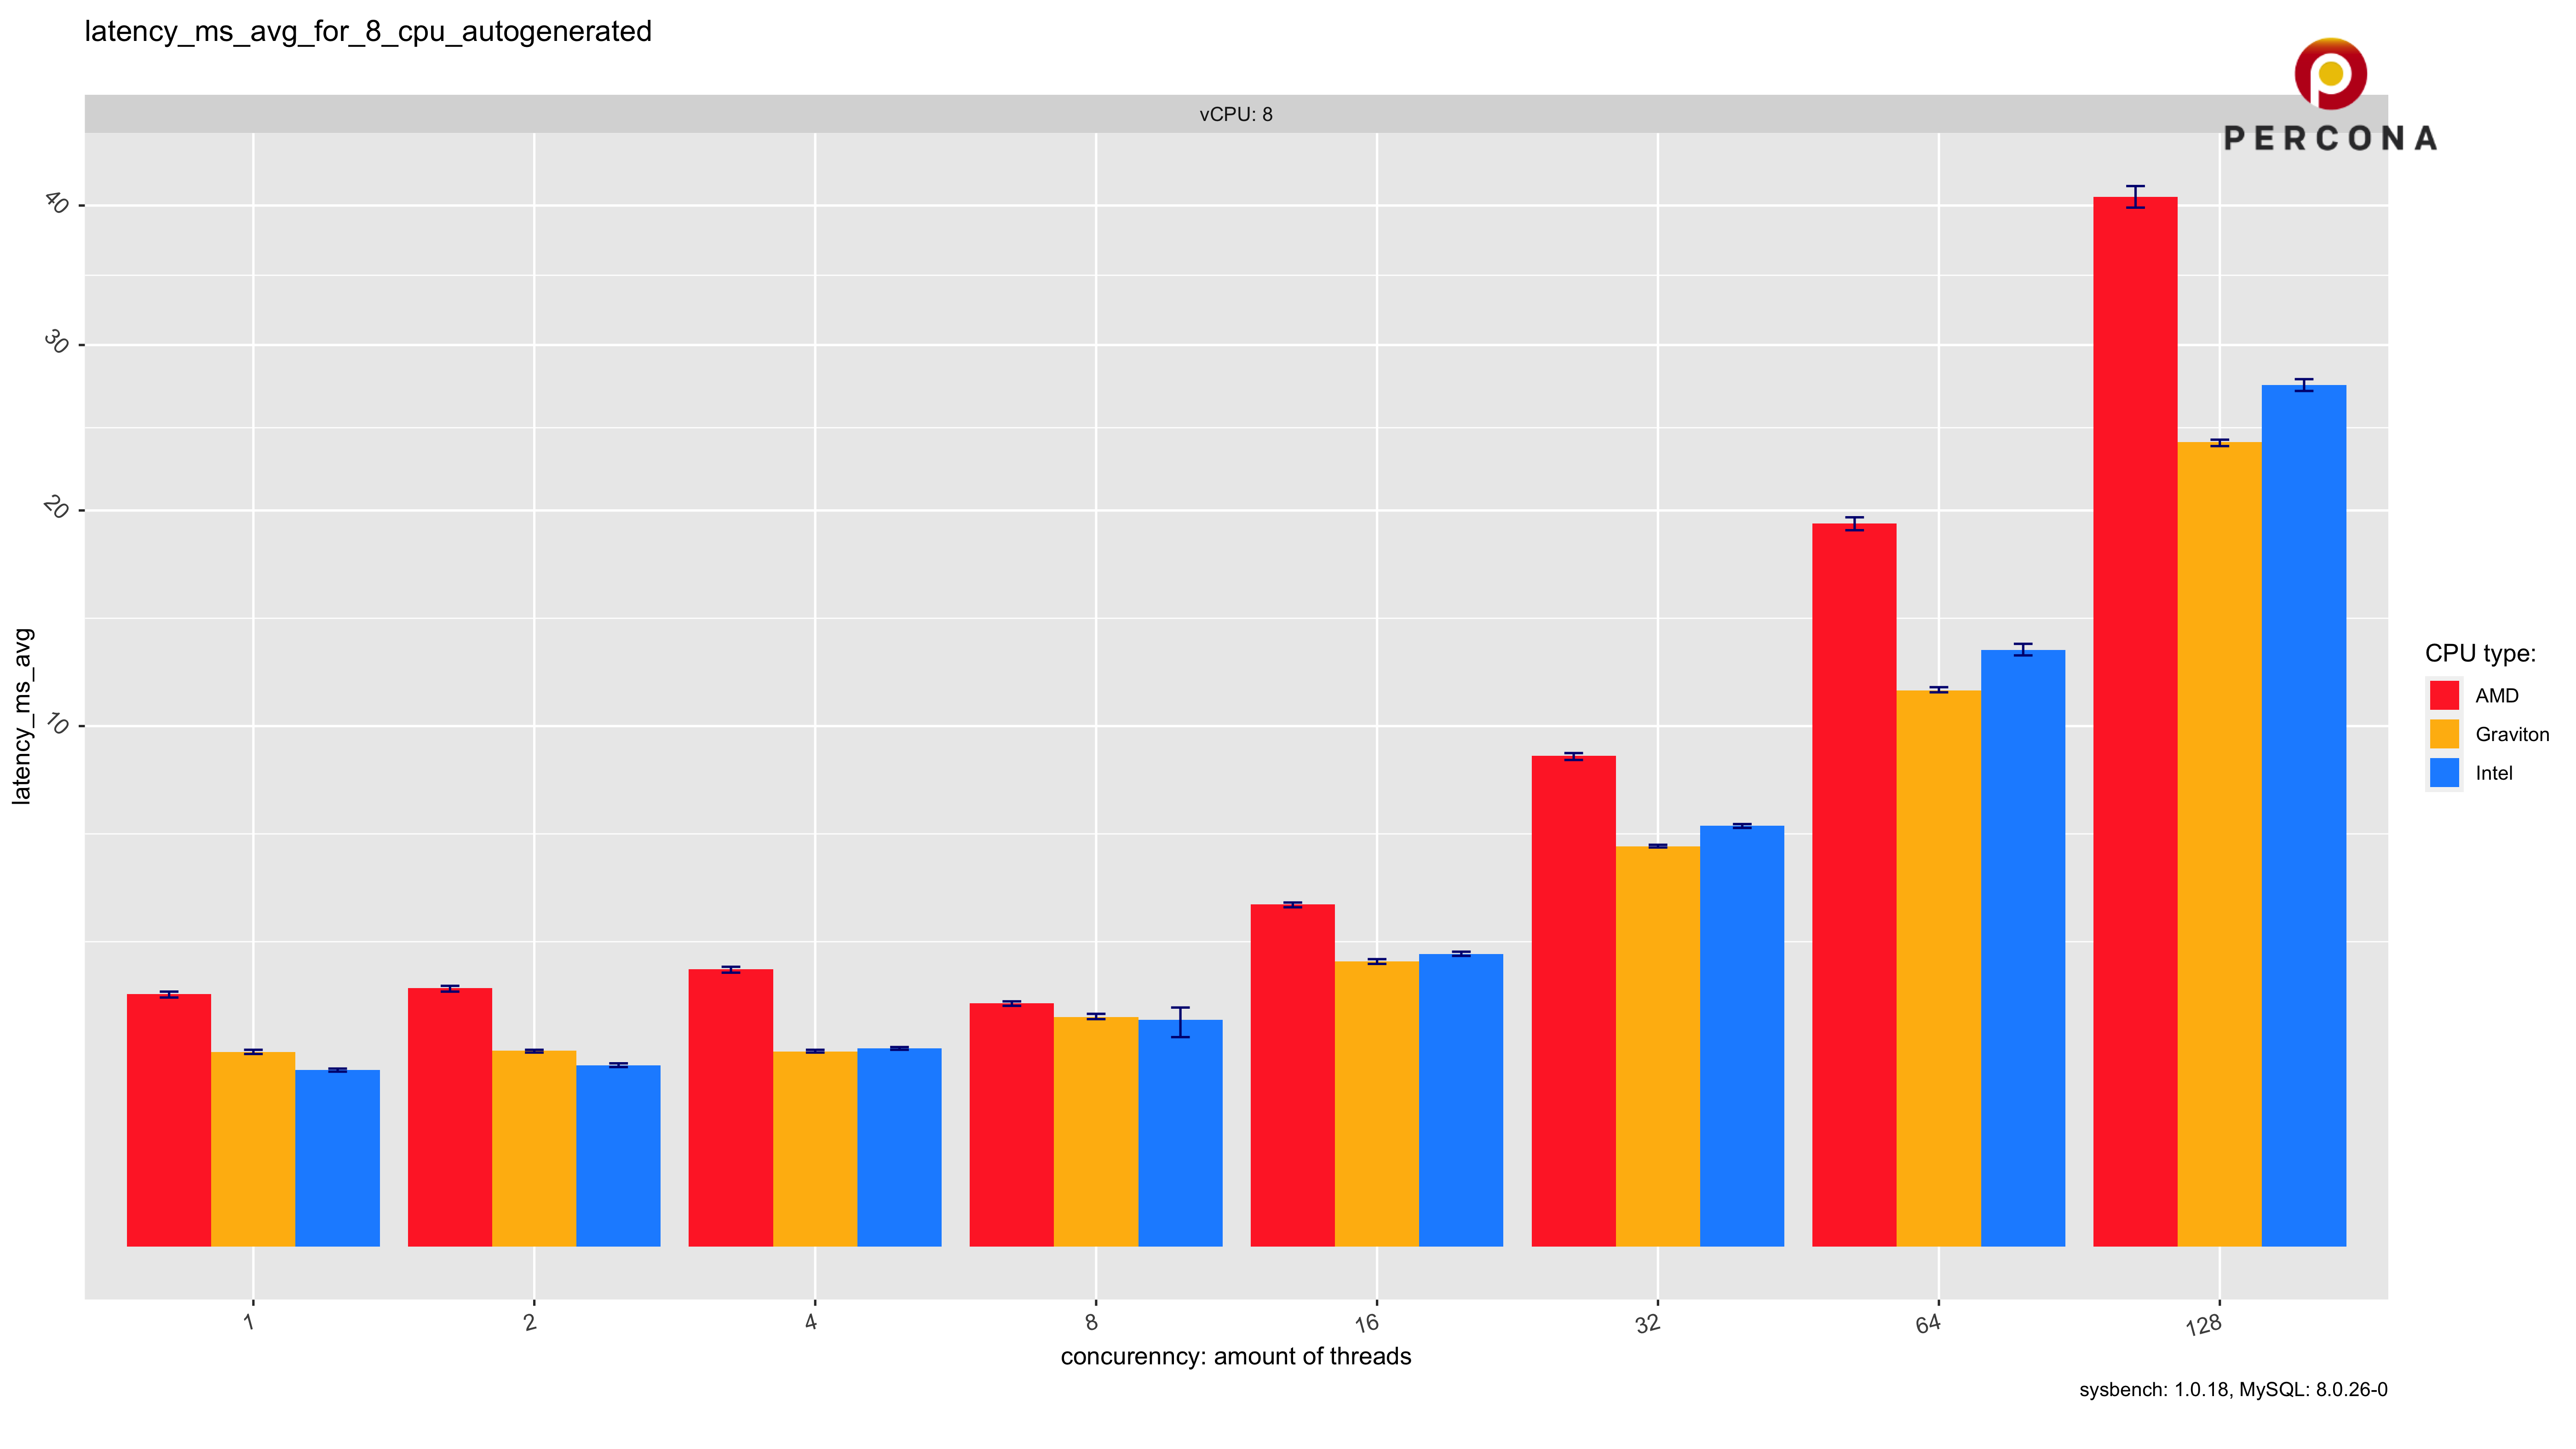 latency_ms_avg_for_8_cpu_autogenerated
PERCONA
vCPU: 8
40
30
20
10
latency_ms_avg
CPU type:
AMD
Graviton
Intel
1
2
4
8
16
32
64
128
concurenncy: amount of threads
sysbench: 1.0.18, MySQL: 8.0.26-0